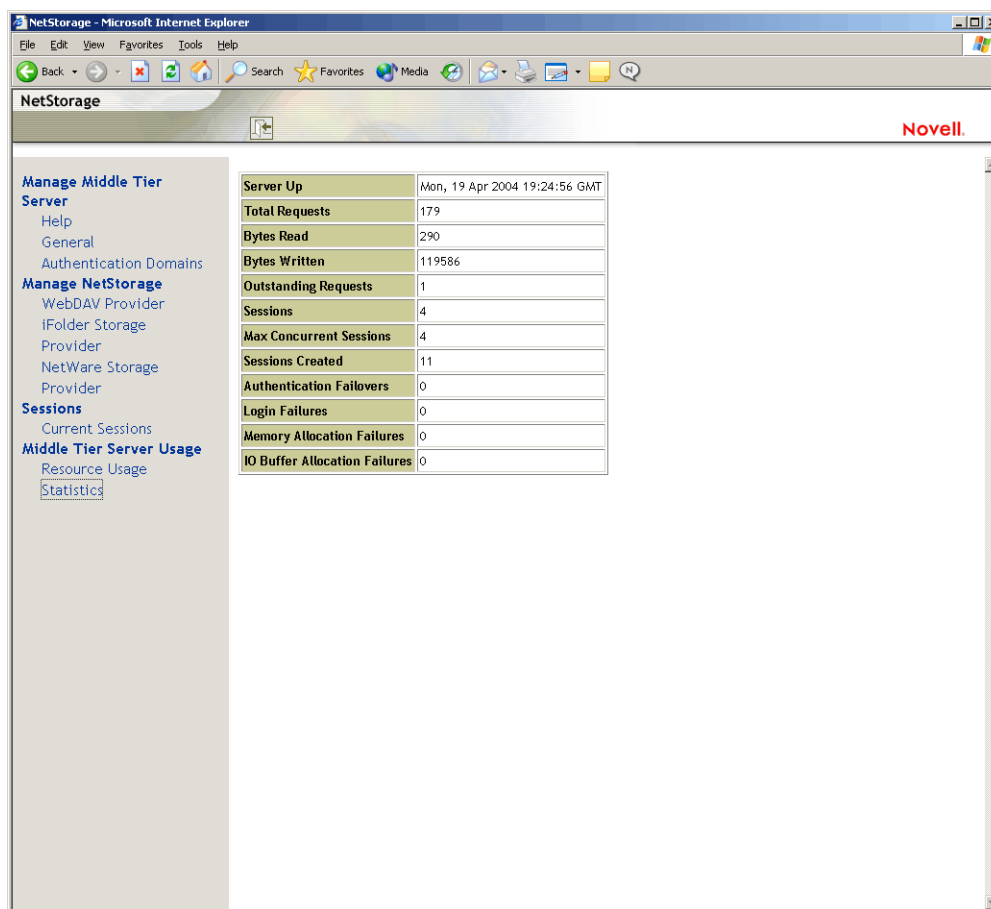 NetStorage - Microsoft Internet Explorer
File Edit View Favorites Tools Help
Back Search Favorites Media N
NetStorage
Novell.
Manage Middle Tier
Server
Help
General
Authentication Domains
Manage NetStorage
WebDAV Provider
iFolder Storage
Provider
NetWare Storage
Provider
Sessions
Current Sessions
Middle Tier Server Usage
Resource Usage
Statistics
Server Up Mon, 19 Apr 2004 19:24:56 GMT
Total Requests 179
Bytes Read 290
Bytes Written 119586
Outstanding Requests 1
Sessions 4
Max Concurrent Sessions 4
Sessions Created 11
Authentication Failovers 0
Login Failures 0
Memory Allocation Failures 0
IO Buffer Allocation Failures 0